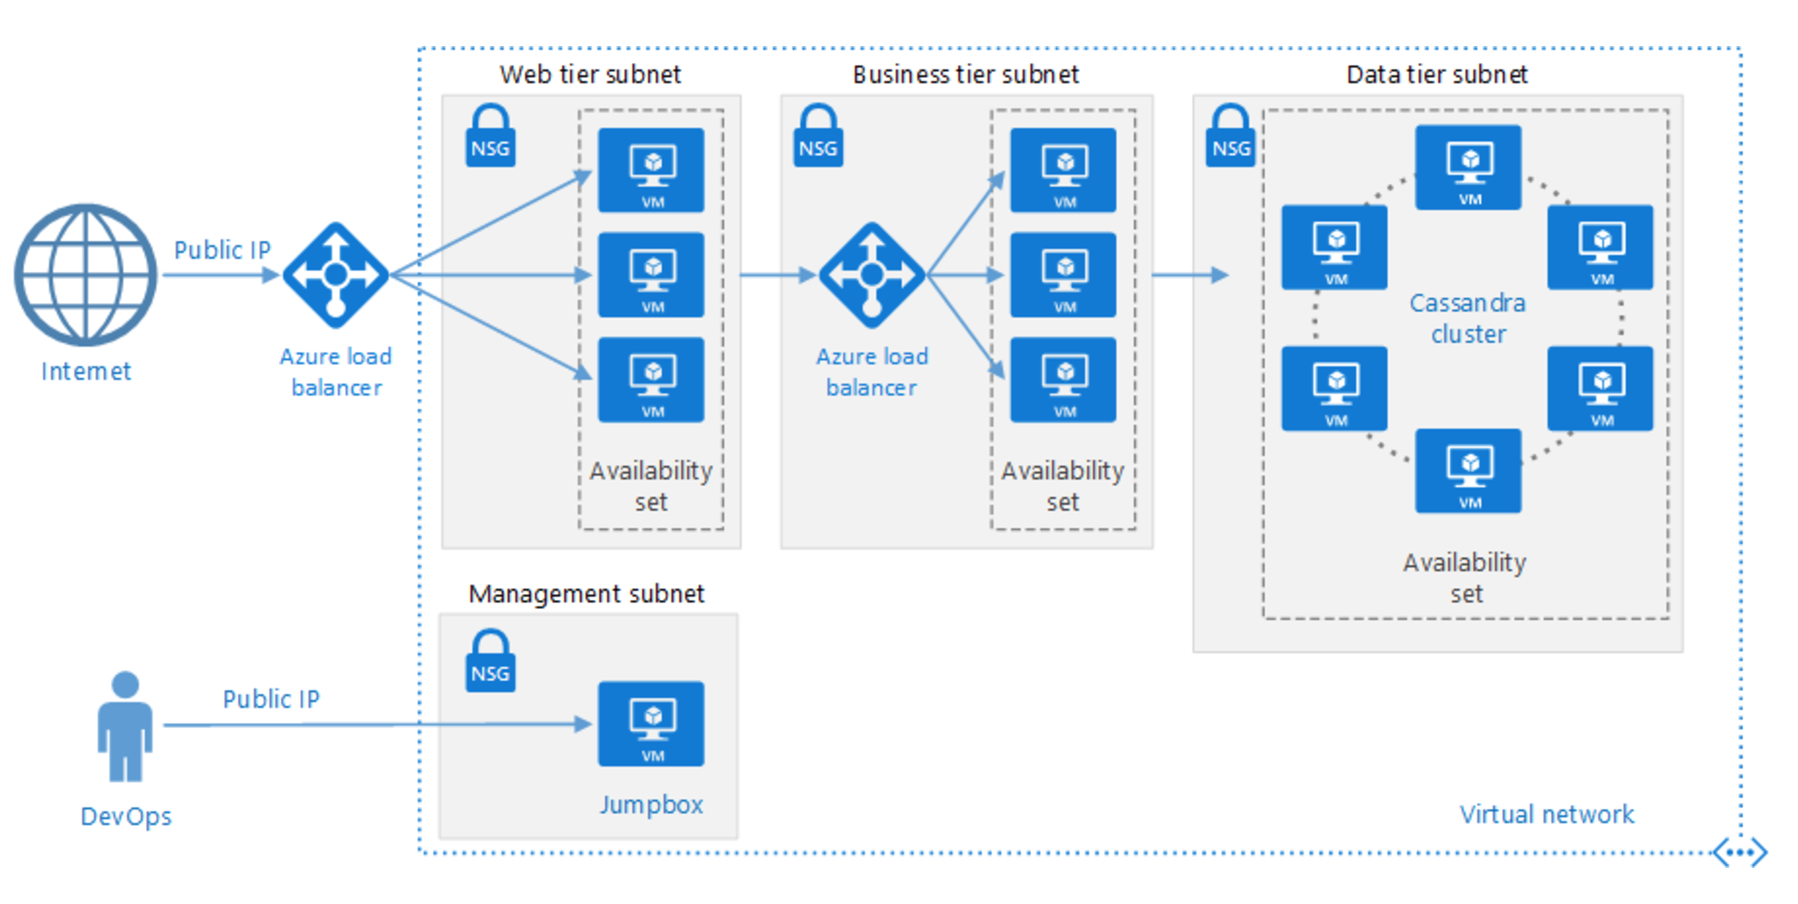 Web tier subnet
Business tier subnet
Data tier subnet
NSG
VM
VM
VM
Availability
set
NSG
VM
VM
VM
Availability
set
NSG
VM
VM
VM
Cassandra
cluster
VM
VM
VM
Availability
set
Public IP
Internet
Azure load
balancer
Azure load
balancer
Management subnet
NSG
VM
Jumpbox
Public IP
DevOps
Virtual network